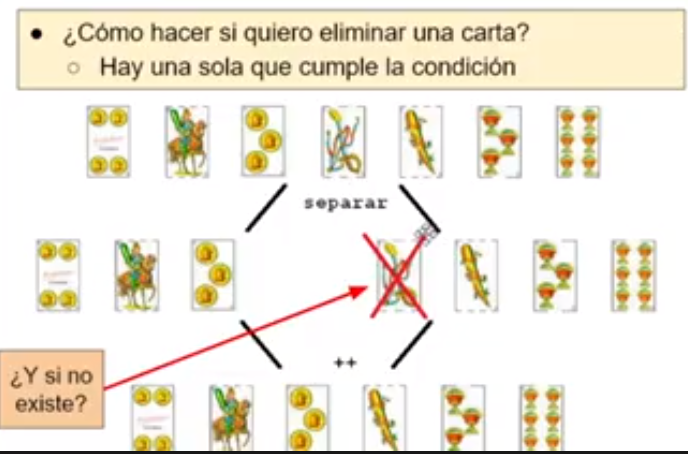 ● ¿Cómo hacer si quiero eliminar una carta?
○ Hay una sola que cumple la condición
separar
++
¿Y si no
existe?